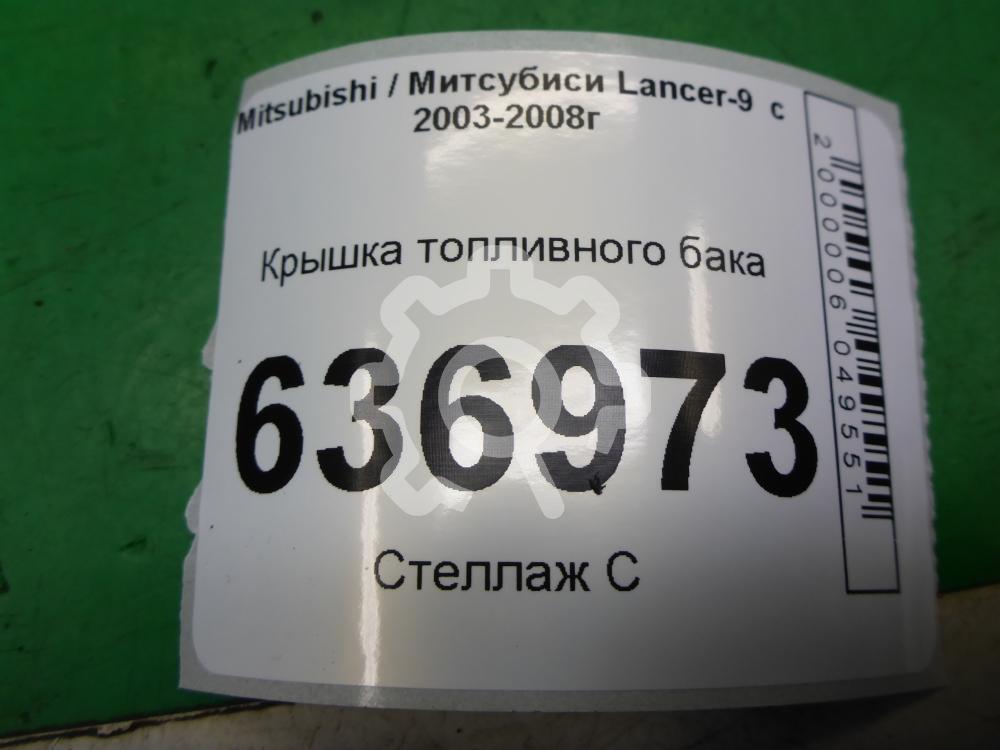 Mitsubishi / Митсубиси Lancer-9 с
2003-2008г
Крышка топливного бака
636973
Стеллаж С
2000006049551